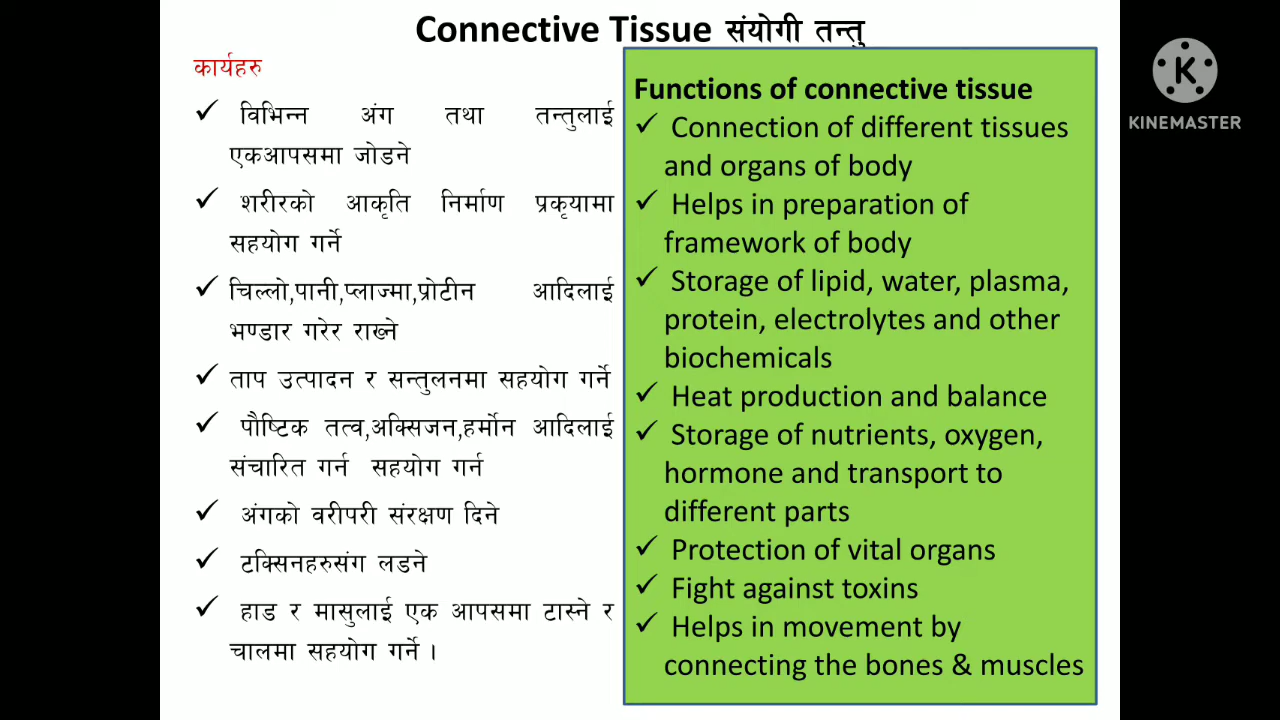 Connective Tissue संयोगी तन्तु
कार्यहरु
✓ विभिन्न अंग तथा तन्तुलाई
एकआपसमा जोडने
✓ शरीरको आकृति निर्माण प्रकृयामा
सहयोग गर्ने
✓ चिल्लो,पानी,प्लाज्मा,प्रोटीन आदिलाई
भण्डार गरेर राख्ने
✓ ताप उत्पादन र सन्तुलनमा सहयोग गर्ने
✓ पौष्टिक तत्व,अक्सिजन,हर्मोन आदिलाई
संचारित गर्न सहयोग गर्न
✓ अंगको वरीपरी संरक्षण दिने
✓ टक्सिनहरुसंग लडने
✓ हाड र मासुलाई एक आपसमा टास्ने र
चालमा सहयोग गर्ने ।
Functions of connective tissue
✓ Connection of different tissues
and organs of body
✓ Helps in preparation of
framework of body
✓ Storage of lipid, water, plasma,
protein, electrolytes and other
biochemicals
✓ Heat production and balance
✓ Storage of nutrients, oxygen,
hormone and transport to
different parts
✓ Protection of vital organs
✓ Fight against toxins
✓ Helps in movement by
connecting the bones & muscles
K
KINEMASTER